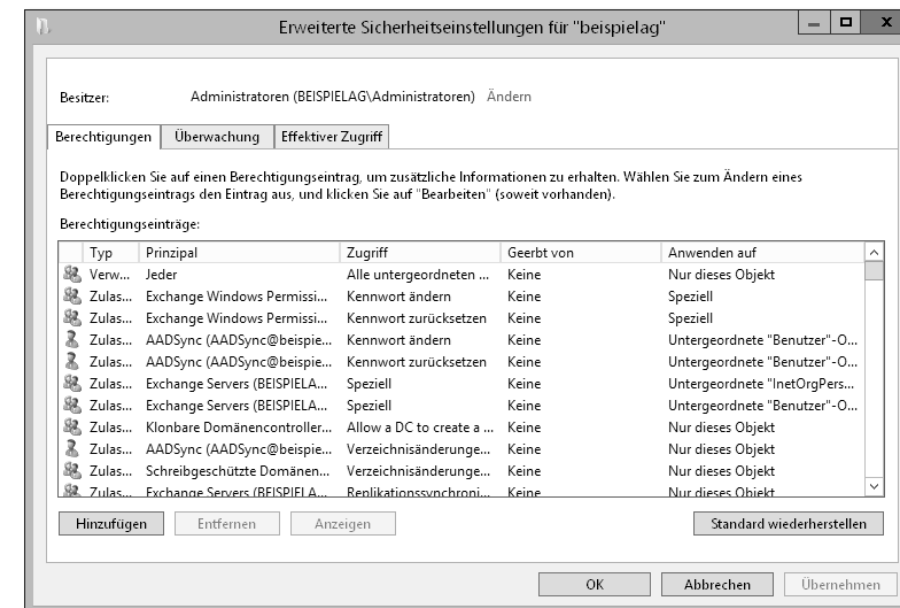 Erweiterte Sicherheitseinstellungen für "beispielag"
Besitzer: Administratoren (BEISPIELAG\Administratoren) Ändern
Berechtigungen Überwachung Effektiver Zugriff
Doppelklicken Sie auf einen Berechtigungseintrag, um zusätzliche Informationen zu erhalten. Wählen Sie zum Ändern eines
Berechtigungseintrags den Eintrag aus, und klicken Sie auf "Bearbeiten" (soweit vorhanden).
Berechtigungseinträge:
Typ Prinzipal Zugriff Geerbt von Anwenden auf
Verw... Jeder Alle untergeordneten ... Keine Nur dieses Objekt
Zulas... Exchange Windows Permissi... Kennwort ändern Keine Speziell
Zulas... Exchange Windows Permissi... Kennwort zurücksetzen Keine Speziell
Zulas... AADSync (AADSync@beispie... Kennwort ändern Keine Untergeordnete "Benutzer"-O...
Zulas... AADSync (AADSync@beispie... Kennwort zurücksetzen Keine Untergeordnete "Benutzer"-O...
Zulas... Exchange Servers (BEISPIELA... Speziell Keine Untergeordnete "InetOrgPers...
Zulas... Exchange Servers (BEISPIELA... Speziell Keine Untergeordnete "Benutzer"-O...
Zulas... Klonbare Domänencontroller... Allow a DC to create a ... Keine Nur dieses Objekt
Zulas... AADSync (AADSync@beispie... Verzeichnisänderunge... Keine Nur dieses Objekt
Zulas... Schreibgeschützte Domänen... Verzeichnisänderunge... Keine Nur dieses Objekt
Zulas... Exchange Servers (BEISPIELA... Replikationssynchroni... Keine Nur dieses Objekt
Hinzufügen Entfernen Anzeigen Standard wiederherstellen
OK Abbrechen Übernehmen